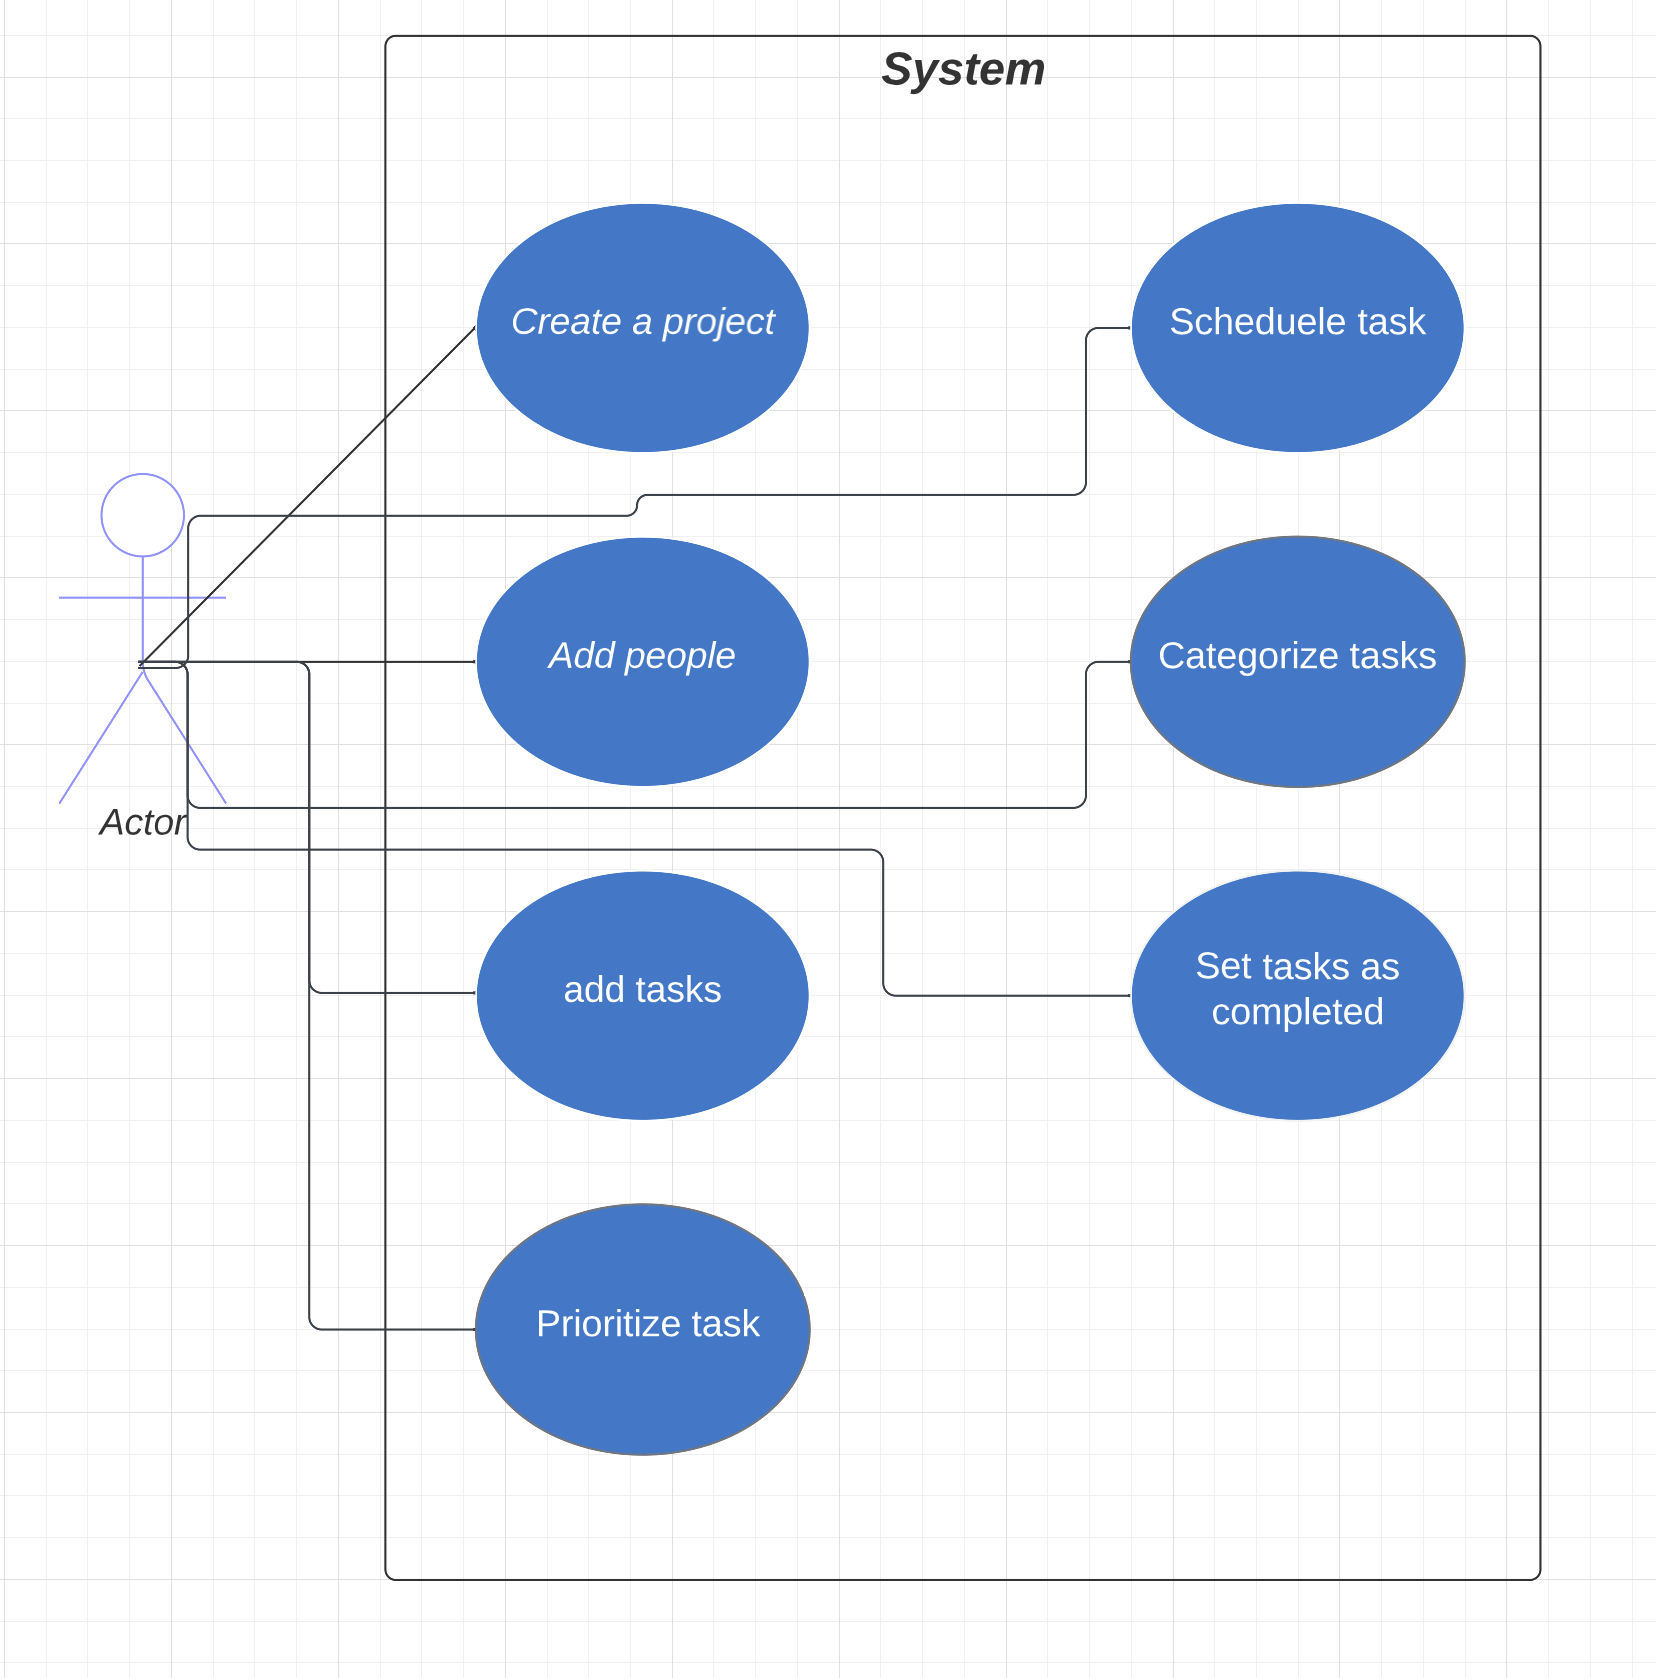 System
Create a project
Scheduele task
Add people
Categorize tasks
Actor
add tasks
Set tasks as
completed
Prioritize task